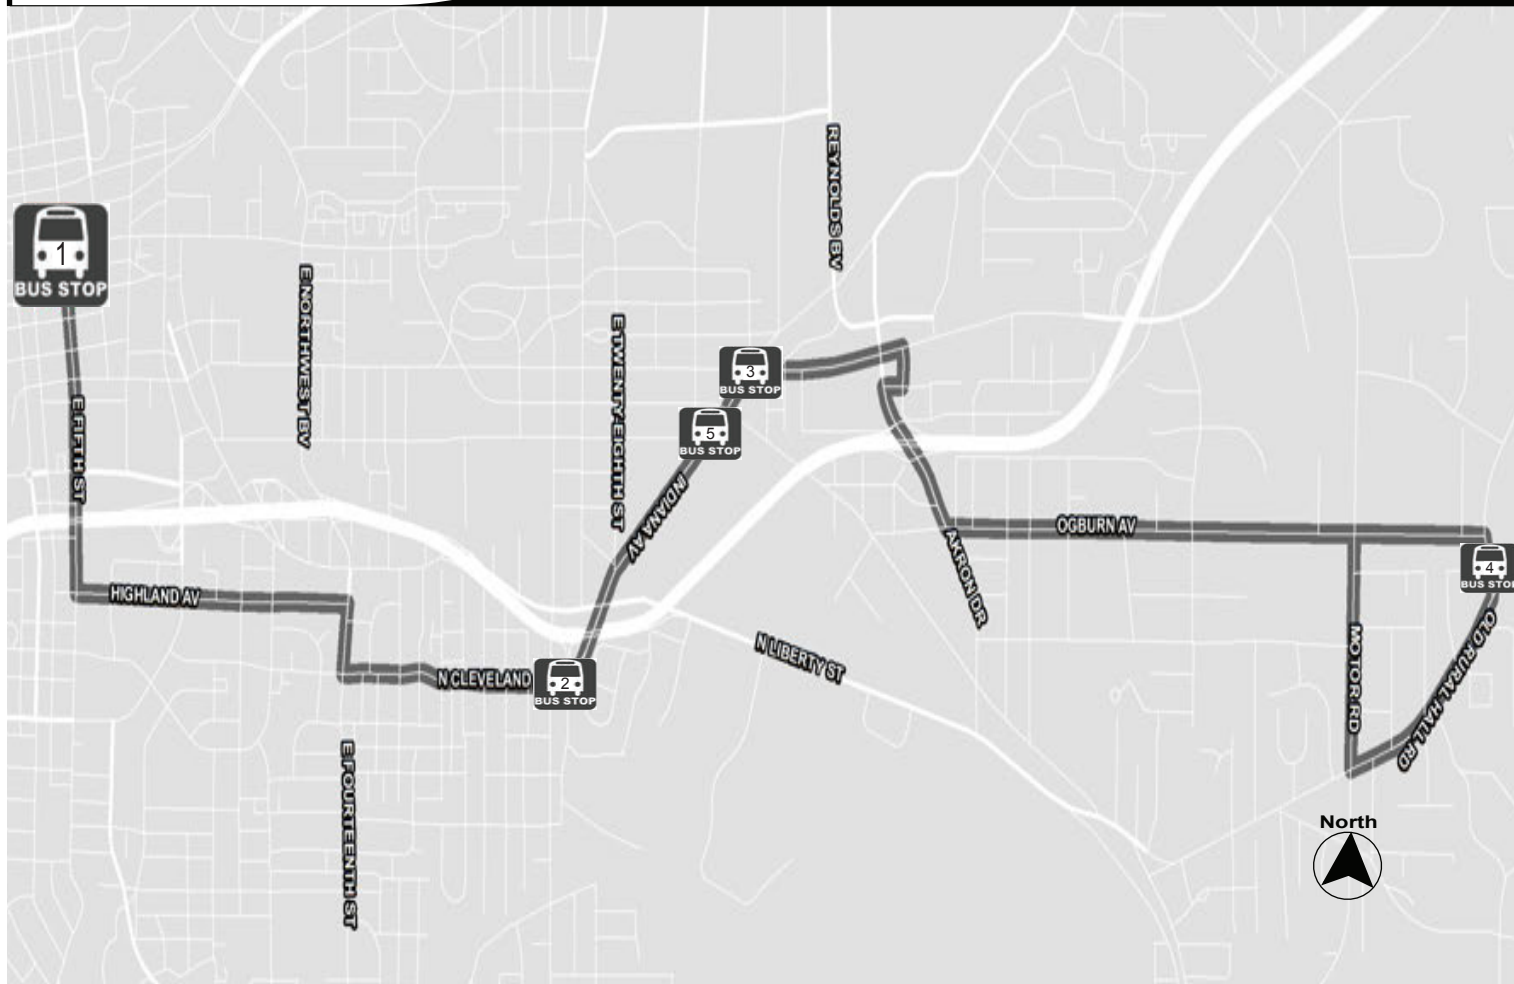 REYNOLDS BV
1
BUS STOP
E NORTHWEST BV
E TWENTY-EIGHTH ST
3
BUS STOP
E FIFTH ST
5
BUS STOP
INDIANA AV
OGBURN AV
AKRON DR
4
BUS STOP
HIGHLAND AV
N LIBERTY ST
MOTOR RD
OLD RURAL HALL RD
N CLEVELAND
2
BUS STOP
E FOURTEENTH ST
North